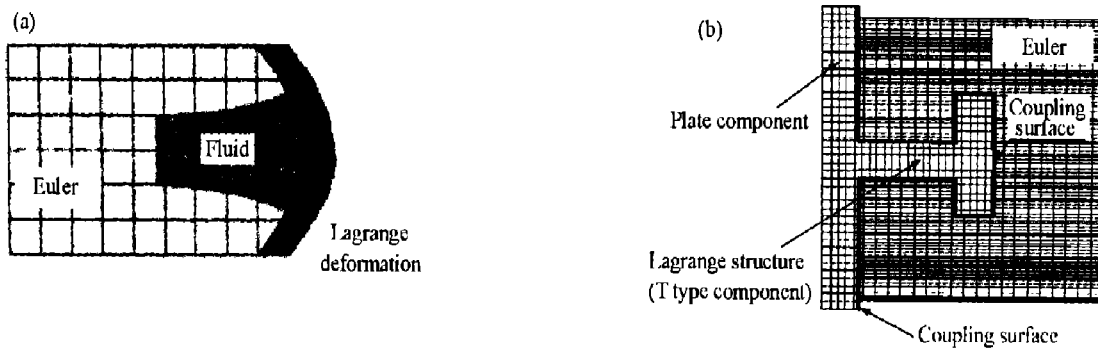 (a)
Fluid
Euler
Lagrange
deformation
(b)
Euler
Coupling
surface
Plate component
Lagrange structure
(T type component)
Coupling surface